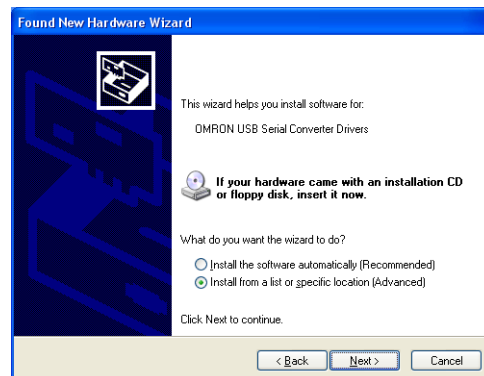 Found New Hardware Wizard
This wizard helps you install software for:
OMRON USB Serial Converter Drivers
If your hardware came with an installation CD
or floppy disk, insert it now.
What do you want the wizard to do?
Install the software automatically (Recommended)
Install from a list or specific location (Advanced)
Click Next to continue.
< Back
Next >
Cancel